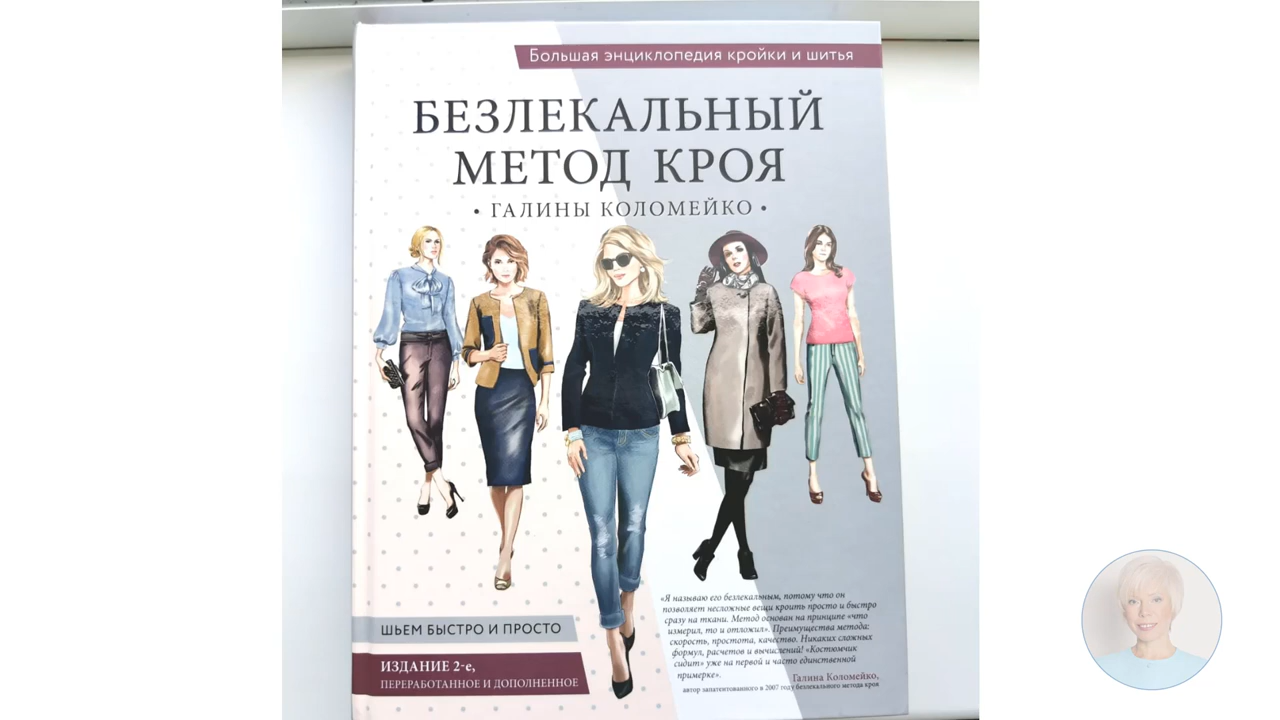 Большая энциклопедия кройки и шитья
БЕЗЛЕКАЛЬНЫЙ
МЕТОД КРОЯ
• ГАЛИНЫ КОЛОМЕЙКО •
«Я называю его безлекальным, потому что он
позволяет несложные вещи кроить просто и быстро
сразу на ткани. Метод основан на принципе «что
измерил, то и отложил». Преимущества метода:
скорость, простота, качество. Никаких сложных
формул, расчетов и вычислений! «Костюмчик
сидит» уже на первой и часто единственной
примерке».
Галина Коломейко,
автор запатентованного в 2007 году безлекального метода кроя
ШЬЕМ БЫСТРО И ПРОСТО
ИЗДАНИЕ 2-е,
ПЕРЕРАБОТАННОЕ И ДОПОЛНЕННОЕ